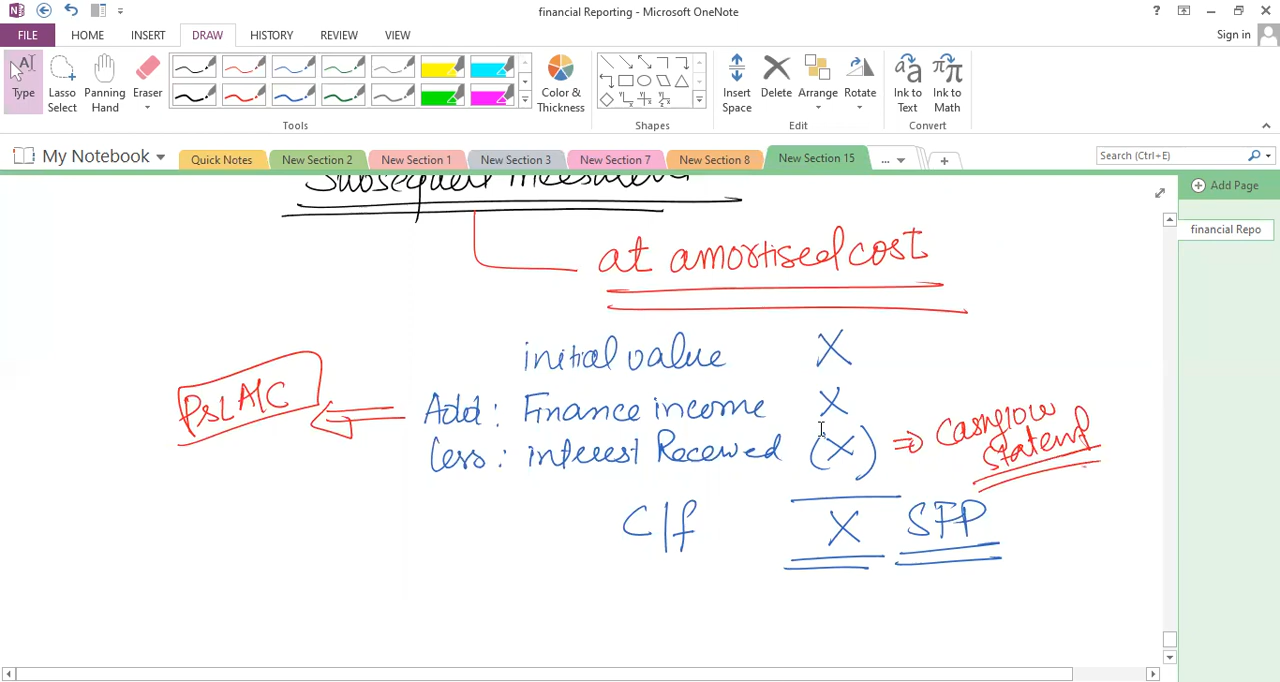 financial Reporting - Microsoft OneNote
Sign in
FILE HOME INSERT DRAW HISTORY REVIEW VIEW
Type
Lasso Select
Panning Hand
Eraser
Color & Thickness
Insert Space
Delete
Arrange
Rotate
Ink to Text
Ink to Math
Tools
Shapes
Edit
Convert
My Notebook
Quick Notes
New Section 2
New Section 1
New Section 3
New Section 7
New Section 8
New Section 15
...
Search (Ctrl+E)
Add Page
financial Repo
Subsequent
at amortised cost
initial value X
P&L A/C
Add: Finance income X
Less: interest Received (X) ⇒ Cashflow
statement
C/f X SFP